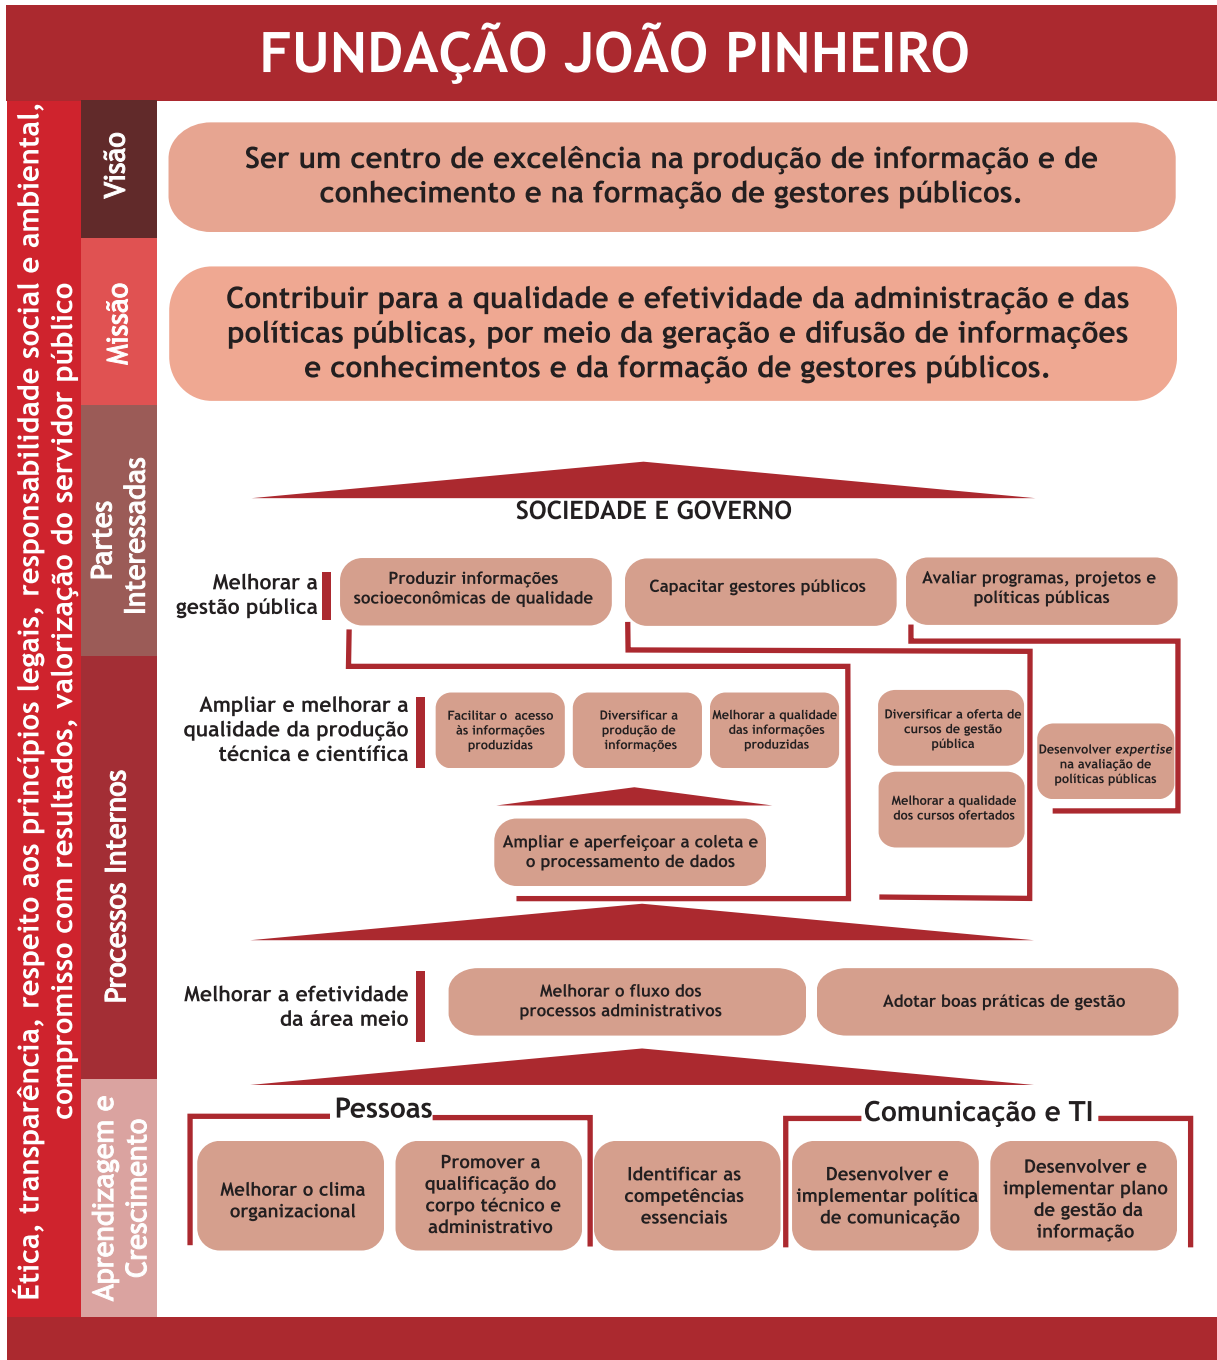 FUNDAÇÃO JOÃO PINHEIRO
Ética, transparência, respeito aos princípios legais, responsabilidade social e ambiental,
compromisso com resultados, valorização do servidor público
Visão
Ser um centro de excelência na produção de informação e de
conhecimento e na formação de gestores públicos.
Missão
Contribuir para a qualidade e efetividade da administração e das
políticas públicas, por meio da geração e difusão de informações
e conhecimentos e da formação de gestores públicos.
Partes
Interessadas
SOCIEDADE E GOVERNO
Melhorar a
gestão pública
Produzir informações
socioeconômicas de qualidade
Capacitar gestores públicos
Avaliar programas, projetos e
políticas públicas
Processos Internos
Ampliar e melhorar a
qualidade da produção
técnica e científica
Facilitar o acesso
às informações
produzidas
Diversificar a
produção de
informações
Melhorar a qualidade
das informações
produzidas
Diversificar a oferta de
cursos de gestão
pública
Desenvolver expertise
na avaliação de
políticas públicas
Melhorar a qualidade
dos cursos ofertados
Ampliar e aperfeiçoar a coleta e
o processamento de dados
Melhorar a efetividade
da área meio
Melhorar o fluxo dos
processos administrativos
Adotar boas práticas de gestão
Aprendizagem e
Crescimento
Pessoas
Comunicação e TI
Melhorar o clima
organizacional
Promover a
qualificação do
corpo técnico e
administrativo
Identificar as
competências
essenciais
Desenvolver e
implementar política
de comunicação
Desenvolver e
implementar plano
de gestão da
informação